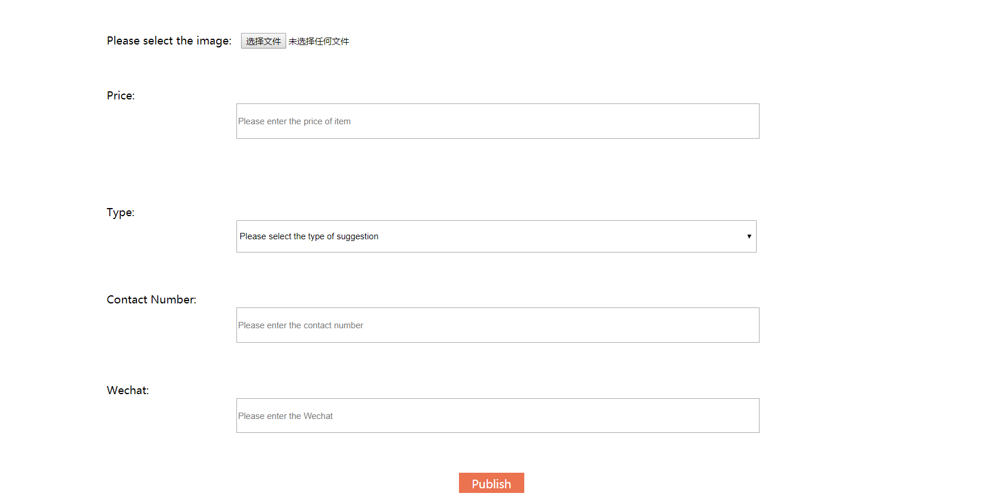 Please select the image: 选择文件 未选择任何文件
Price:
Please enter the price of item
Type:
Please select the type of suggestion
Contact Number:
Please enter the contact number
Wechat:
Please enter the Wechat
Publish